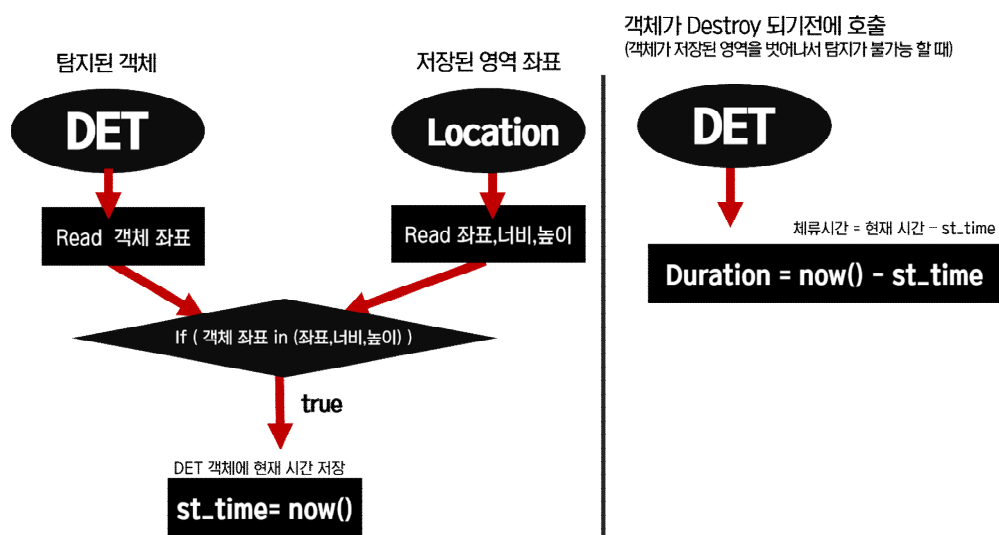 탐지된 객체
DET
Read 객체 좌표
저장된 영역 좌표
Location
Read 좌표,너비,높이
If ( 객체 좌표 in (좌표,너비,높이) )
true
DET 객체에 현재 시간 저장
st_time= now()
객체가 Destroy 되기전에 호출
(객체가 저장된 영역을 벗어나서 탐지가 불가능 할 때)
DET
체류시간 = 현재 시간 - st_time
Duration = now() - st_time